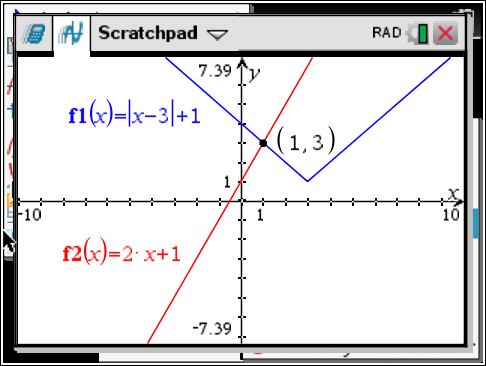 Scratchpad RAD
7.39 y
f1(x)=|x-3|+1
(1,3)
1
x
-10 1 10
f2(x)=2·x+1
-7.39